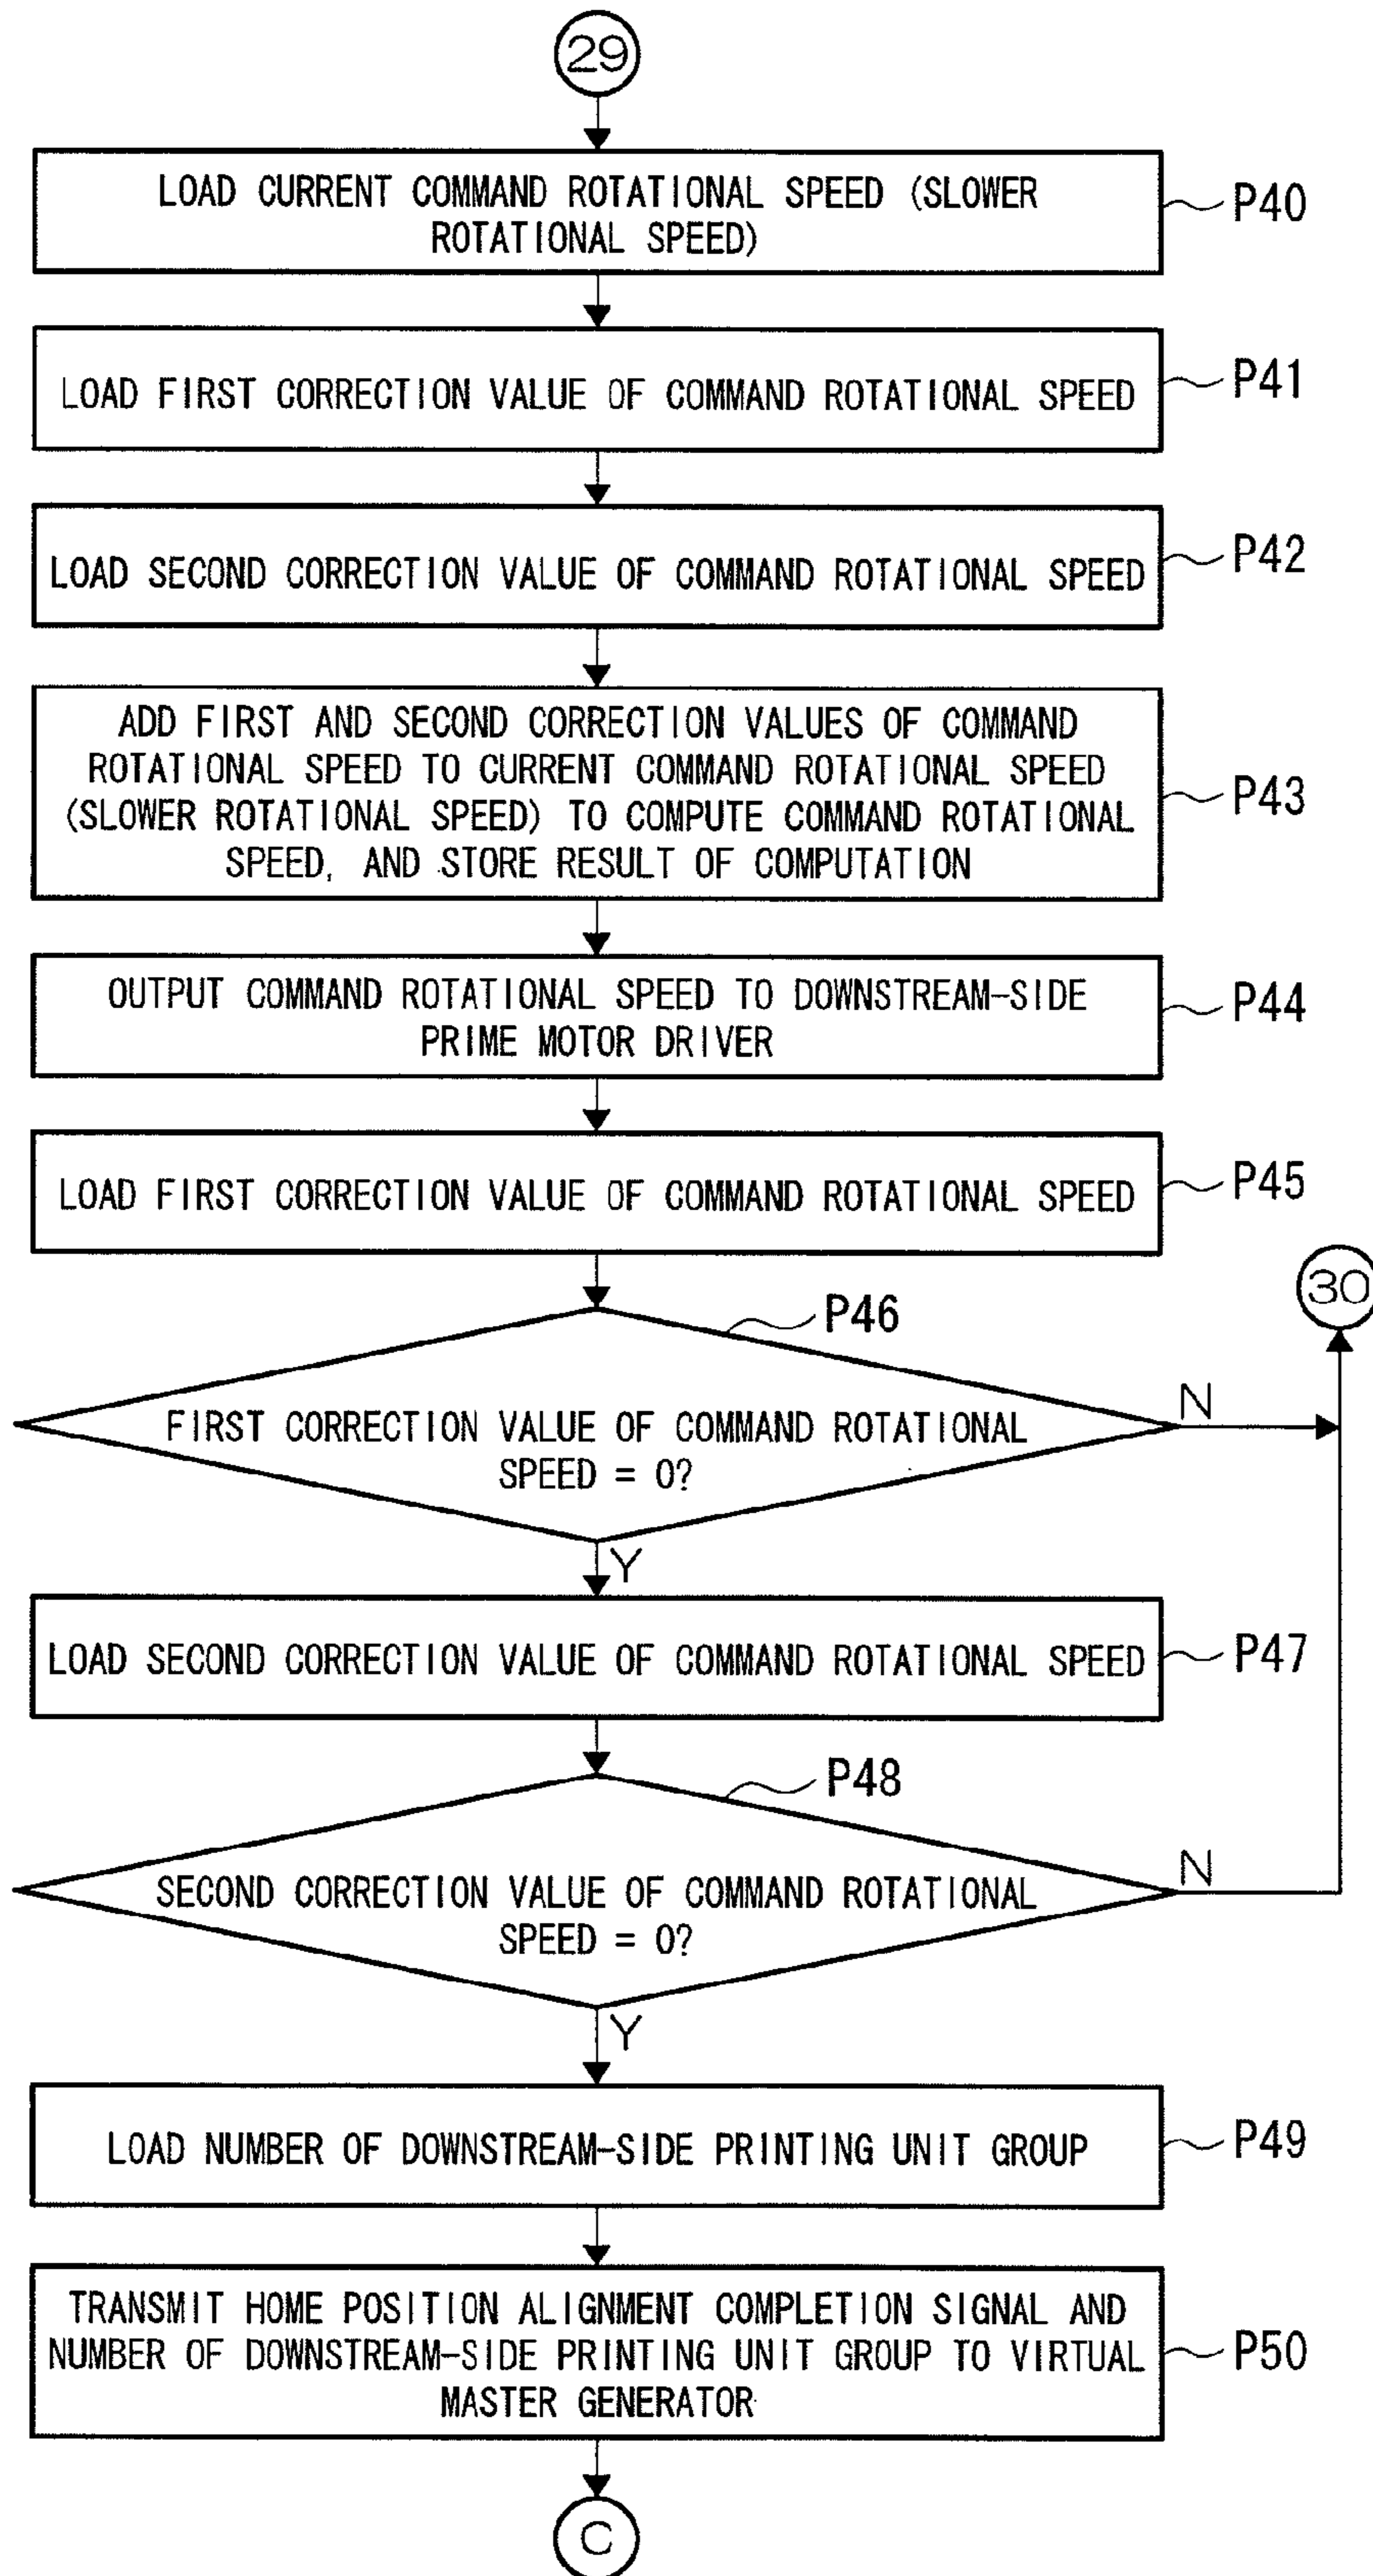 29
LOAD CURRENT COMMAND ROTATIONAL SPEED (SLOWER
ROTATIONAL SPEED)
P40
LOAD FIRST CORRECTION VALUE OF COMMAND ROTATIONAL SPEED
P41
LOAD SECOND CORRECTION VALUE OF COMMAND ROTATIONAL SPEED
P42
ADD FIRST AND SECOND CORRECTION VALUES OF COMMAND
ROTATIONAL SPEED TO CURRENT COMMAND ROTATIONAL SPEED
(SLOWER ROTATIONAL SPEED) TO COMPUTE COMMAND ROTATIONAL
SPEED, AND STORE RESULT OF COMPUTATION
P43
OUTPUT COMMAND ROTATIONAL SPEED TO DOWNSTREAM-SIDE
PRIME MOTOR DRIVER
P44
LOAD FIRST CORRECTION VALUE OF COMMAND ROTATIONAL SPEED
P45
30
P46
FIRST CORRECTION VALUE OF COMMAND ROTATIONAL
SPEED = 0?
N
Y
LOAD SECOND CORRECTION VALUE OF COMMAND ROTATIONAL SPEED
P47
P48
SECOND CORRECTION VALUE OF COMMAND ROTATIONAL
SPEED = 0?
N
Y
LOAD NUMBER OF DOWNSTREAM-SIDE PRINTING UNIT GROUP
P49
TRANSMIT HOME POSITION ALIGNMENT COMPLETION SIGNAL AND
NUMBER OF DOWNSTREAM-SIDE PRINTING UNIT GROUP TO VIRTUAL
MASTER GENERATOR
P50
C